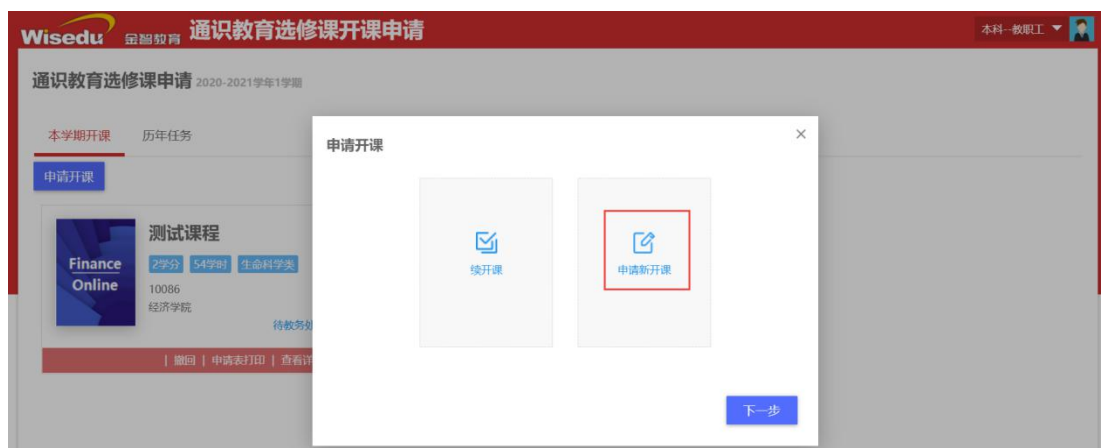 Wisedu 金智教育 通识教育选修课开课申请
本科--教职工
通识教育选修课申请 2020-2021学年1学期
本学期开课 历年任务
申请开课
Finance
Online
测试课程
2学分 54学时 生命科学类
10086
经济学院
待教务处
| 撤回 | 申请表打印 | 查看详
申请开课
×
续开课
申请新开课
下一步